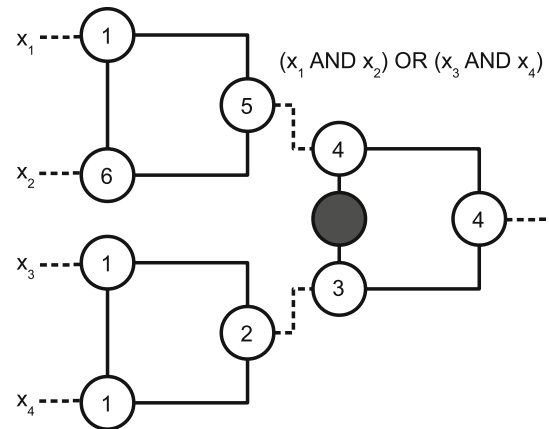 x₁
1
(x₁ AND x₂) OR (x₃ AND x₄)
5
4
x₂
6
4
x₃
1
3
2
x₄
1